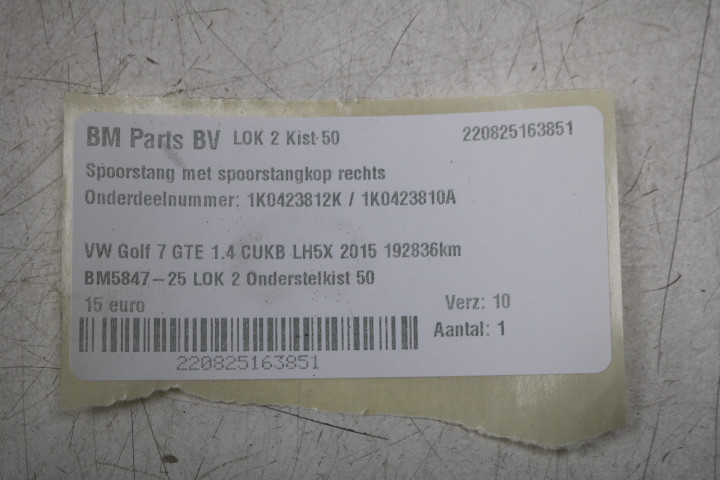 BM Parts BV LOK 2 Kist 50 220825163851
Spoorstang met spoorstangkop rechts
Onderdeelnummer: 1K0423812K / 1K0423810A
VW Golf 7 GTE 1.4 CUKB LH5X 2015 192836km
BM5847-25 LOK 2 Onderstelkist 50
15 euro Verz: 10
Aantal: 1
220825163851